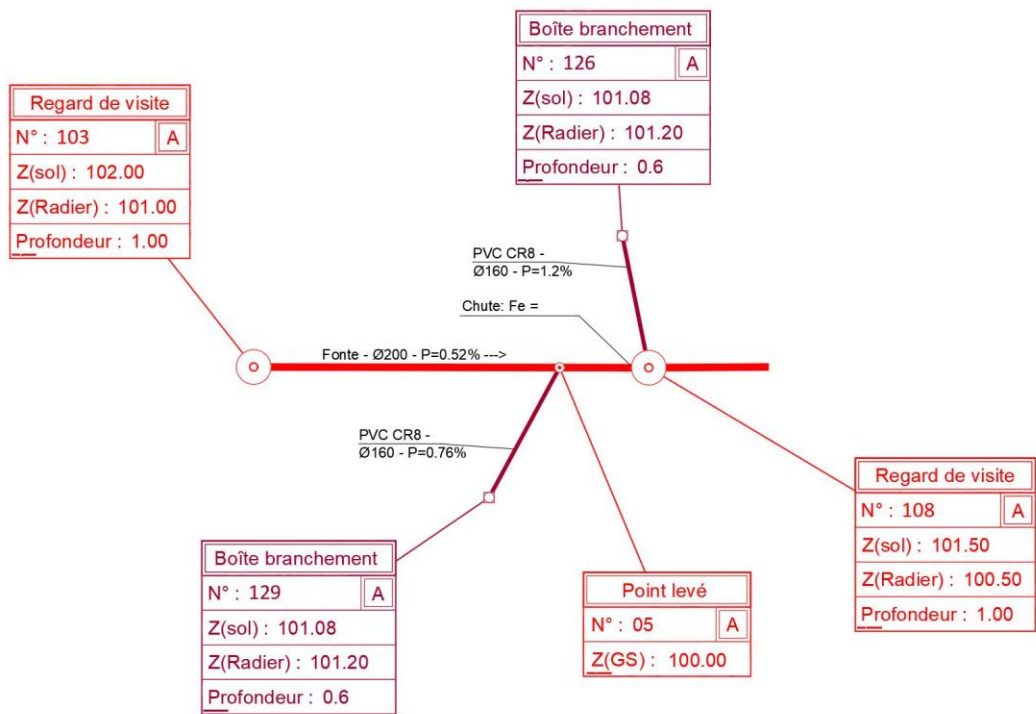 Boîte branchement
N° : 126 A
Z(sol) : 101.08
Z(Radier) : 101.20
Profondeur : 0.6
Regard de visite
N° : 103 A
Z(sol) : 102.00
Z(Radier) : 101.00
Profondeur : 1.00
PVC CR8 -
Ø160 - P=1.2%
Chute: Fe =
Fonte - Ø200 - P=0.52% --->
PVC CR8 -
Ø160 - P=0.76%
Regard de visite
N° : 108 A
Z(sol) : 101.50
Z(Radier) : 100.50
Profondeur : 1.00
Boîte branchement
N° : 129 A
Z(sol) : 101.08
Z(Radier) : 101.20
Profondeur : 0.6
Point levé
N° : 05 A
Z(GS) : 100.00